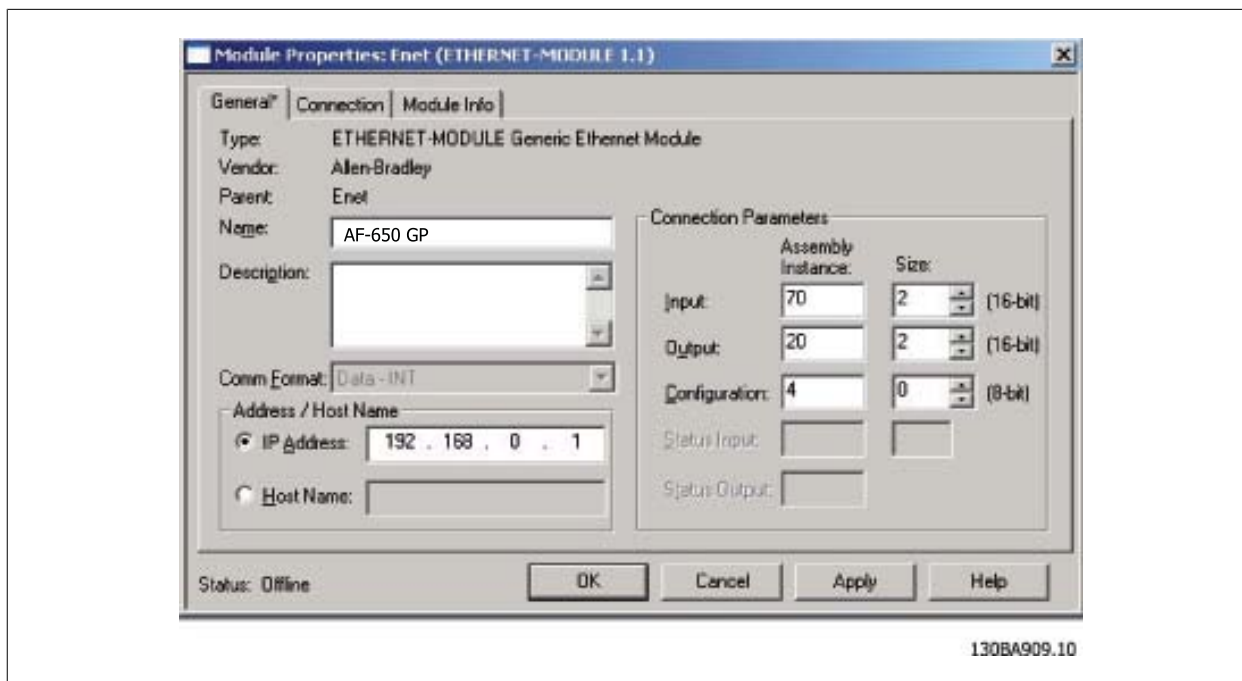 Module Properties: Enet (ETHERNET-MODULE 1.1)
General* Connection Module Info
Type: ETHERNET-MODULE Generic Ethernet Module
Vendor: Allen-Bradley
Parent: Enet
Name: AF-650 GP
Description:
Comm Format: Data - INT
Address / Host Name
IP Address: 192 . 168 . 0 . 1
Host Name:
Connection Parameters
Assembly Instance: Size:
Input: 70 2 (16-bit)
Output: 20 2 (16-bit)
Configuration: 4 0 (8-bit)
Status Input:
Status Output:
Status: Offline
OK Cancel Apply Help
130BA909.10